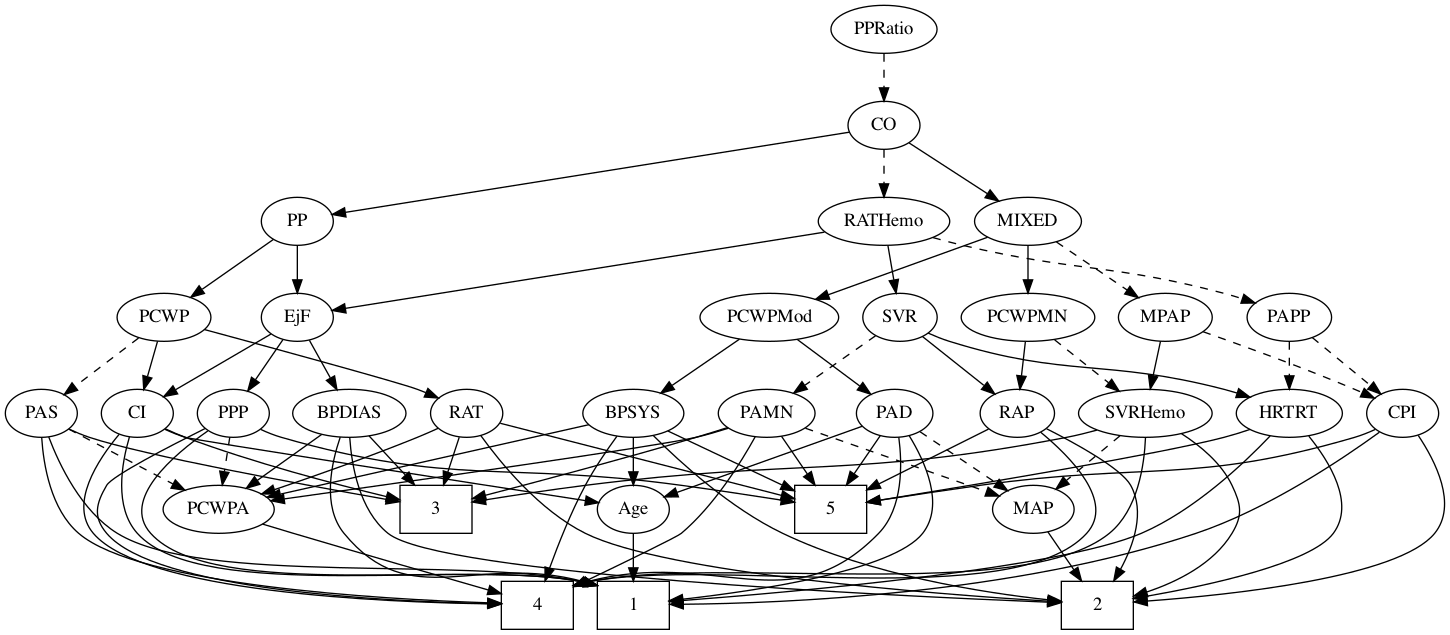 PPRatio
CO
PP
RATHemo
MIXED
PCWP
EjF
PCWPMod
SVR
PCWPMN
MPAP
PAPP
PAS
CI
PPP
BPDIAS
RAT
BPSYS
PAMN
PAD
RAP
SVRHemo
HRTRT
CPI
PCWPA
3
Age
5
MAP
4
1
2